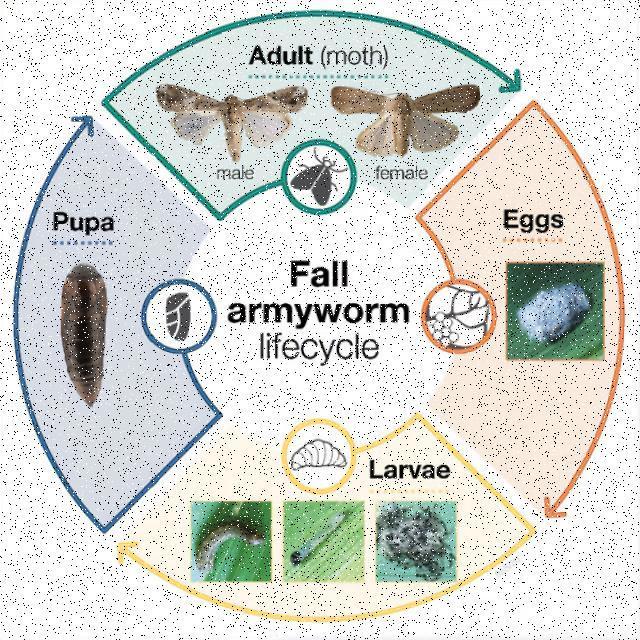 Adult (moth)
male
female
Pupa
Eggs
Fall
armyworm
lifecycle
Larvae